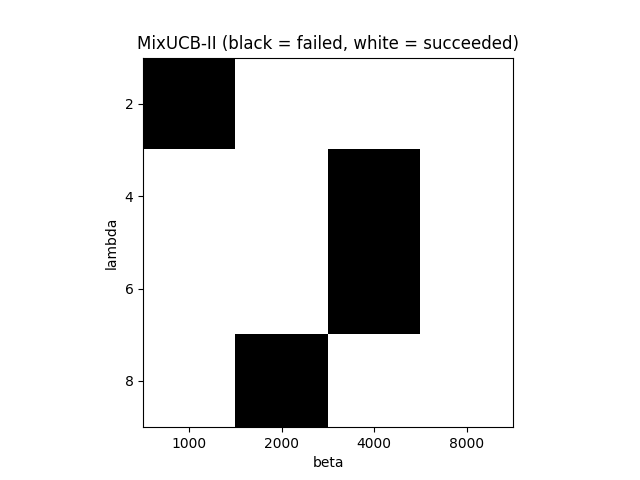 MixUCB-II (black = failed, white = succeeded)
2
4
6
8
lambda
1000 2000 4000 8000
beta